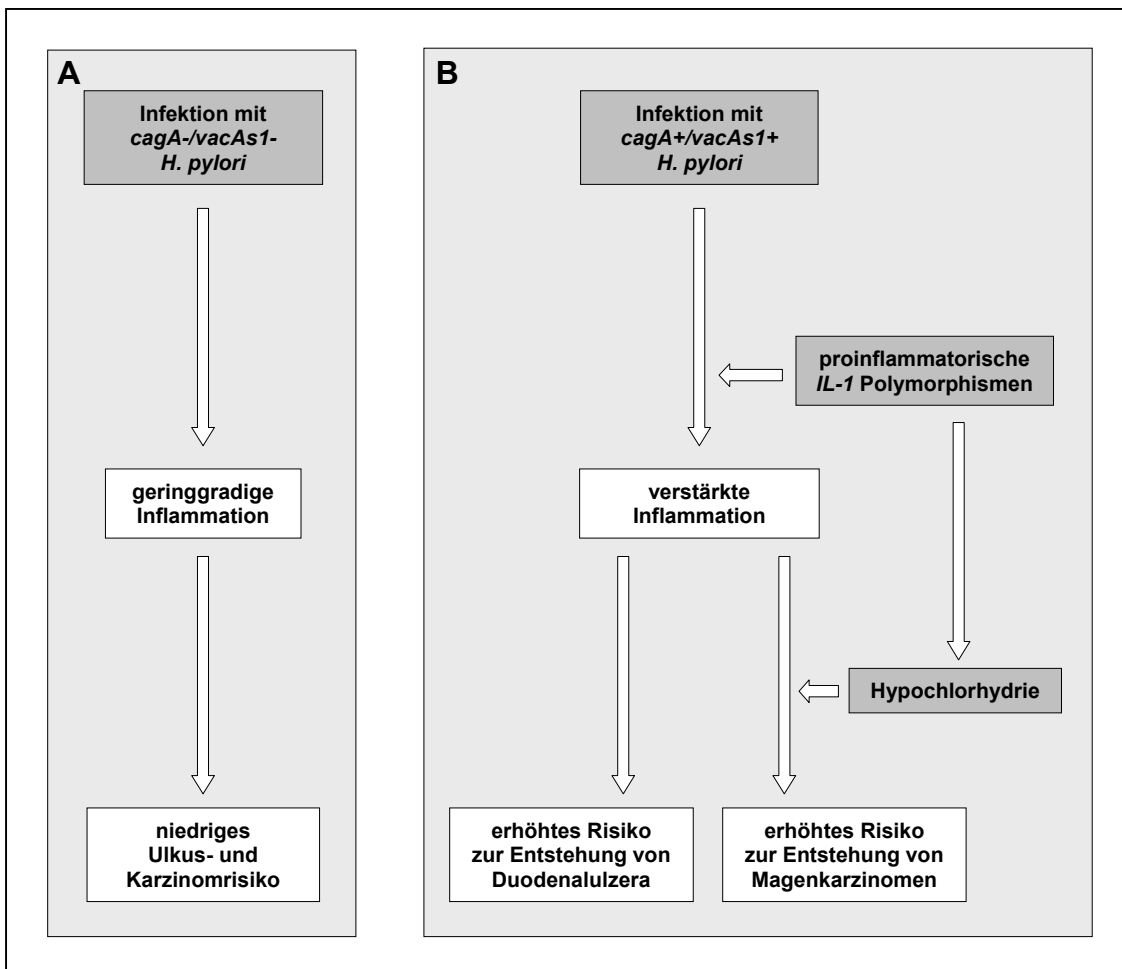 A
Infektion mit
cagA-/vacAs1-
H. pylori
geringgradige
Inflammation
niedriges
Ulkus- und
Karzinomrisiko
B
Infektion mit
cagA+/vacAs1+
H. pylori
proinflammatorische
IL-1 Polymorphismen
verstärkte
Inflammation
Hypochlorhydrie
erhöhtes Risiko
zur Entstehung von
Duodenalulzera
erhöhtes Risiko
zur Entstehung von
Magenkarzinomen